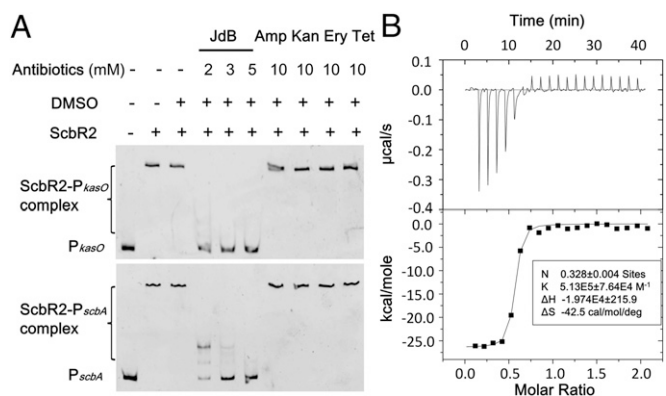 A
JdB Amp Kan Ery Tet
Antibiotics (mM) - - - 2 3 5 10 10 10 10
DMSO - - + + + + + + + +
ScbR2 - + + + + + + + + +
ScbR2-PkasO
complex
PkasO
ScbR2-PscbA
complex
PscbA
B
Time (min)
0 10 20 30 40
0.1
0.0
-0.1
-0.2
-0.3
-0.4
µcal/s
0.0
-5.0
-10.0
-15.0
-20.0
-25.0
kcal/mole
N 0.328±0.004 Sites
K 5.13E5±7.64E4 M⁻¹
ΔH -1.974E4±215.9
ΔS -42.5 cal/mol/deg
0.0 0.5 1.0 1.5 2.0
Molar Ratio